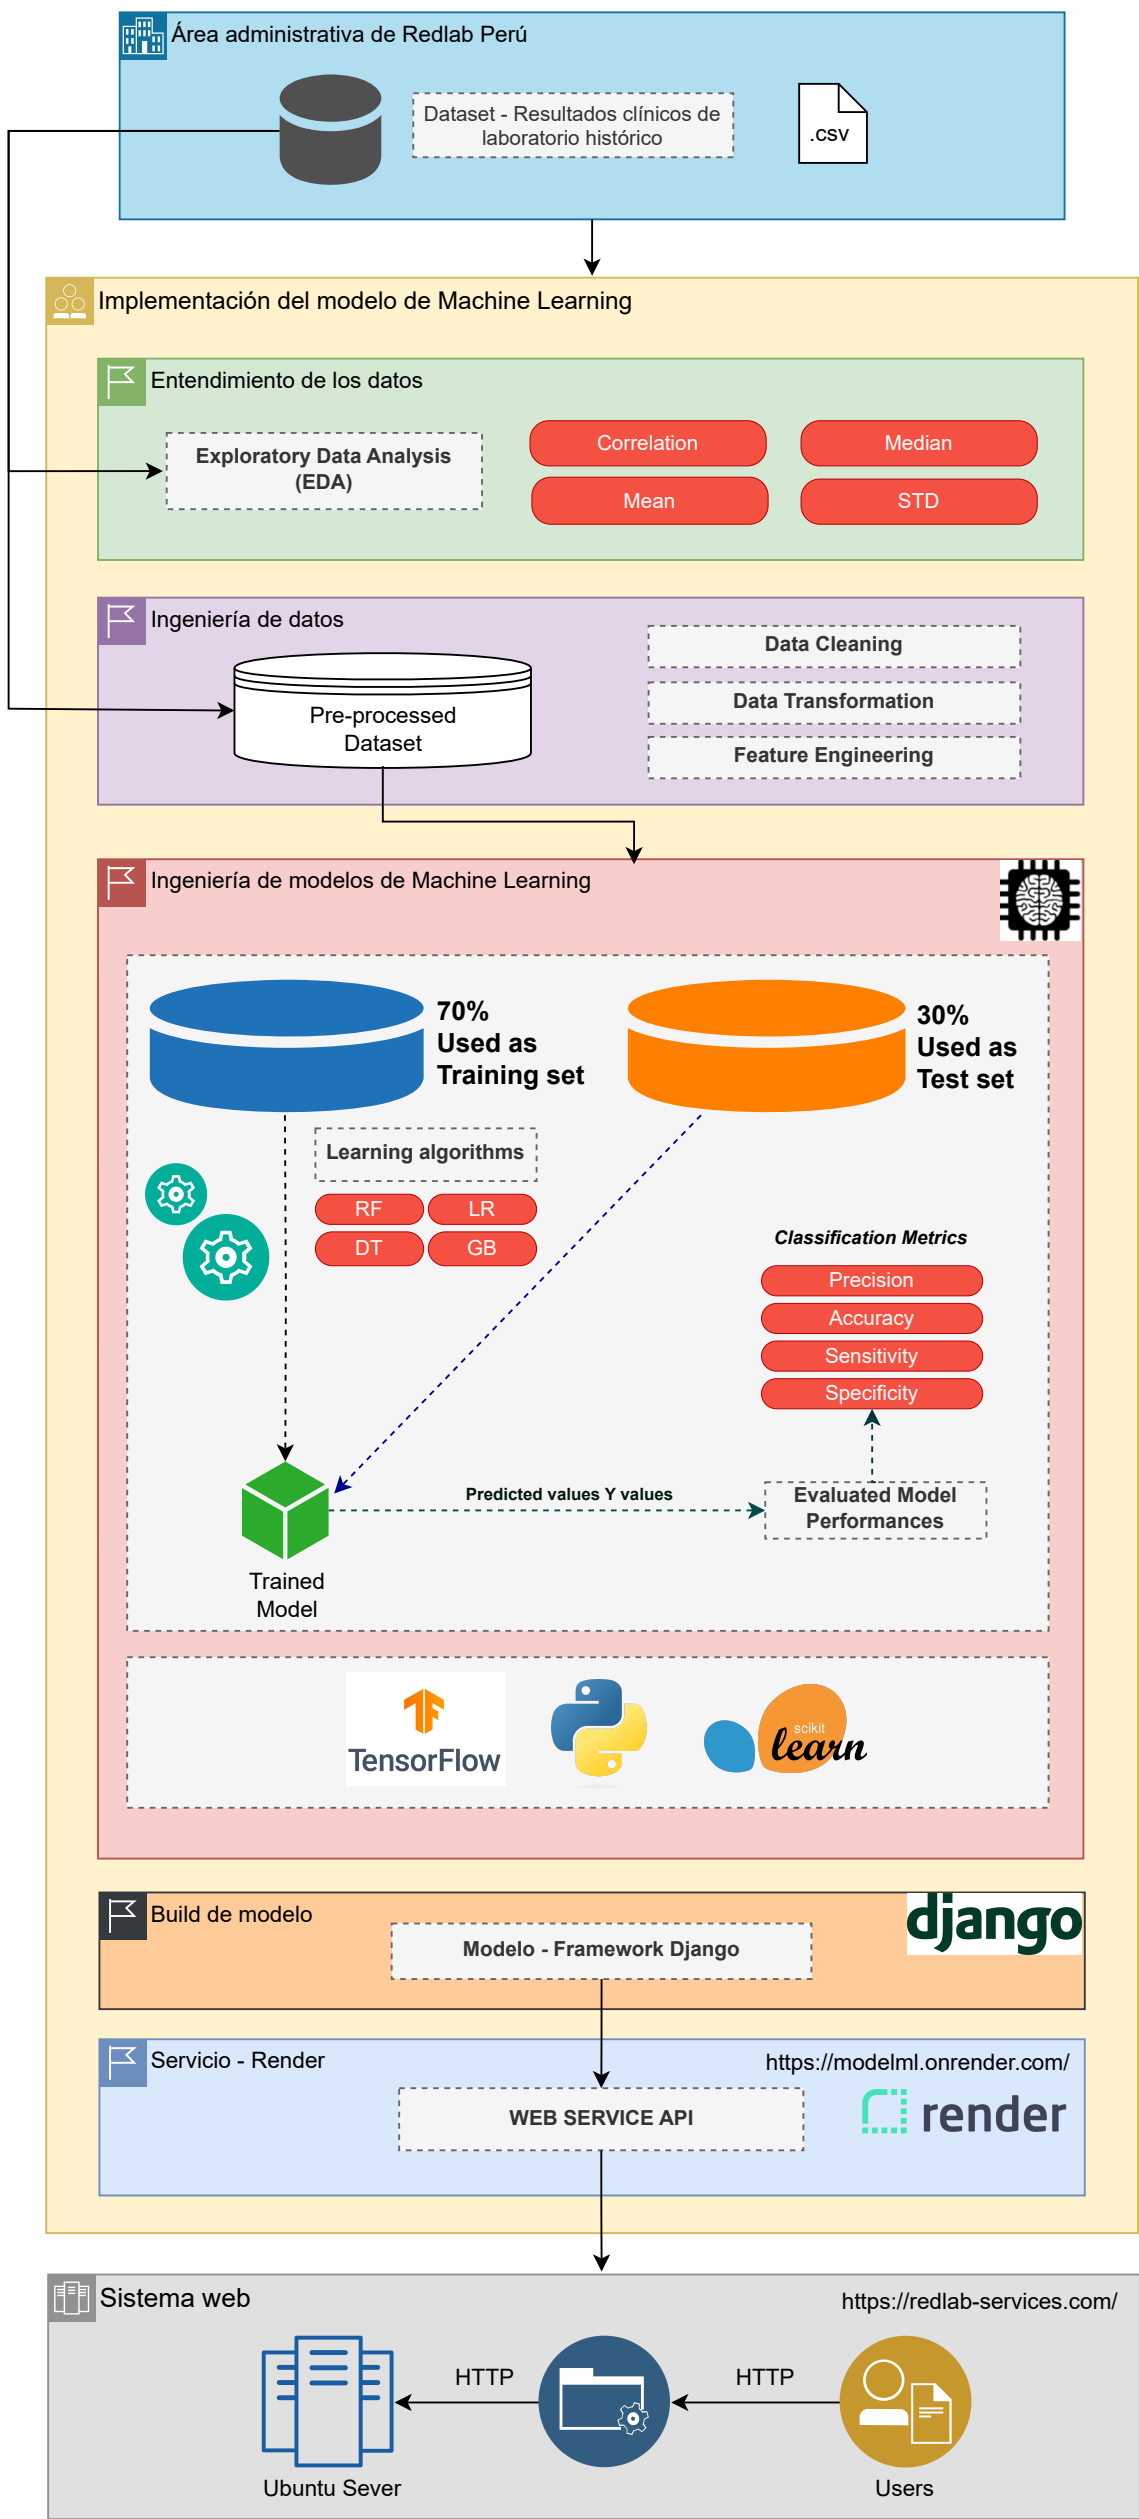 Área administrativa de Redlab Perú
Dataset - Resultados clínicos de
laboratorio histórico
.CSV
Implementación del modelo de Machine Learning
Entendimiento de los datos
Exploratory Data Analysis
(EDA)
Correlation
Median
Mean
STD
Ingeniería de datos
Pre-processed
Dataset
Data Cleaning
Data Transformation
Feature Engineering
Ingeniería de modelos de Machine Learning
70%
Used as
Training set
30%
Used as
Test set
Learning algorithms
RF
LR
DT
GB
Classification Metrics
Precision
Accuracy
Sensitivity
Specificity
Predicted values Y values
Evaluated Model
Performances
Trained
Model
TensorFlow
scikit
learn
Build de modelo
django
Modelo - Framework Django
Servicio - Render
https://modelml.onrender.com/
WEB SERVICE API
render
Sistema web
https://redlab-services.com/
HTTP
HTTP
Ubuntu Sever
Users